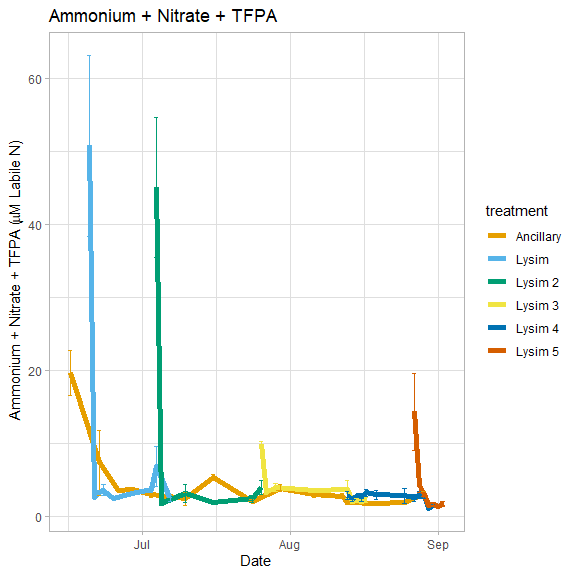 Ammonium + Nitrate + TFPA
Ammonium + Nitrate + TFPA (µM Labile N)
60
40
20
0
Jul
Aug
Sep
Date
treatment
Ancillary
Lysim
Lysim 2
Lysim 3
Lysim 4
Lysim 5